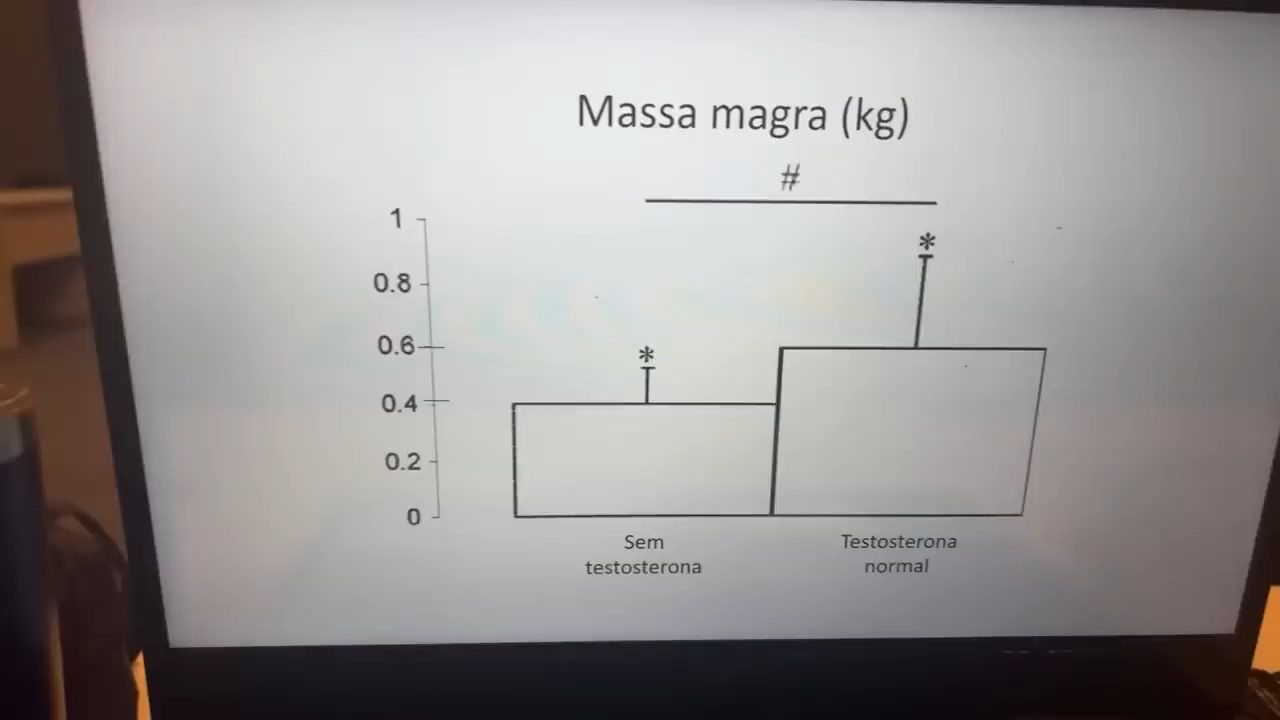 Massa magra (kg)
#
1
*
0.8
0.6
*
0.4
0.2
0
Sem
testosterona
Testosterona
normal